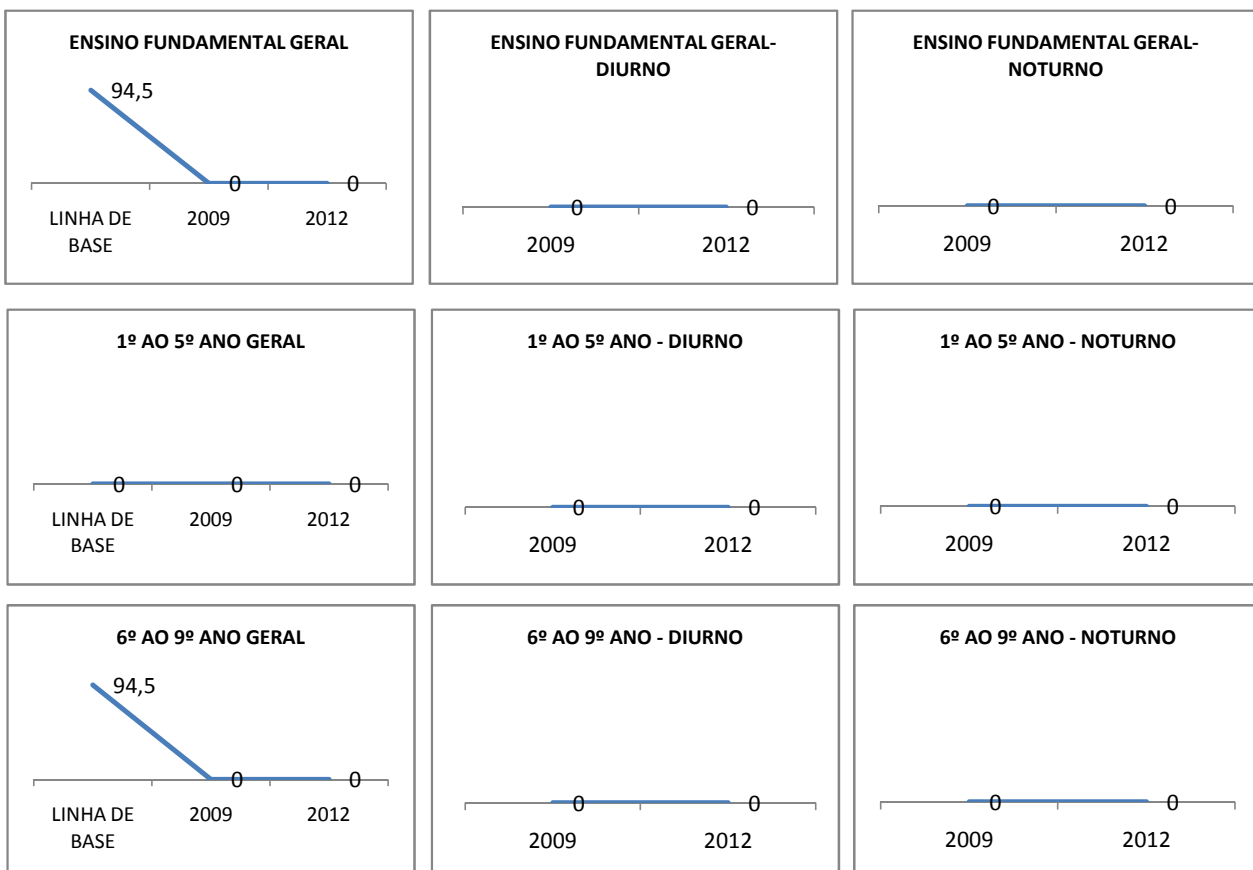 ENSINO FUNDAMENTAL GERAL
94,5
0
0
LINHA DE
BASE
2009
2012
ENSINO FUNDAMENTAL GERAL-
DIURNO
0
0
2009
2012
ENSINO FUNDAMENTAL GERAL-
NOTURNO
0
0
2009
2012
1º AO 5º ANO GERAL
0
0
0
LINHA DE
BASE
2009
2012
1º AO 5º ANO - DIURNO
0
0
2009
2012
1º AO 5º ANO - NOTURNO
0
0
2009
2012
6º AO 9º ANO GERAL
94,5
0
0
LINHA DE
BASE
2009
2012
6º AO 9º ANO - DIURNO
0
0
2009
2012
6º AO 9º ANO - NOTURNO
0
0
2009
2012